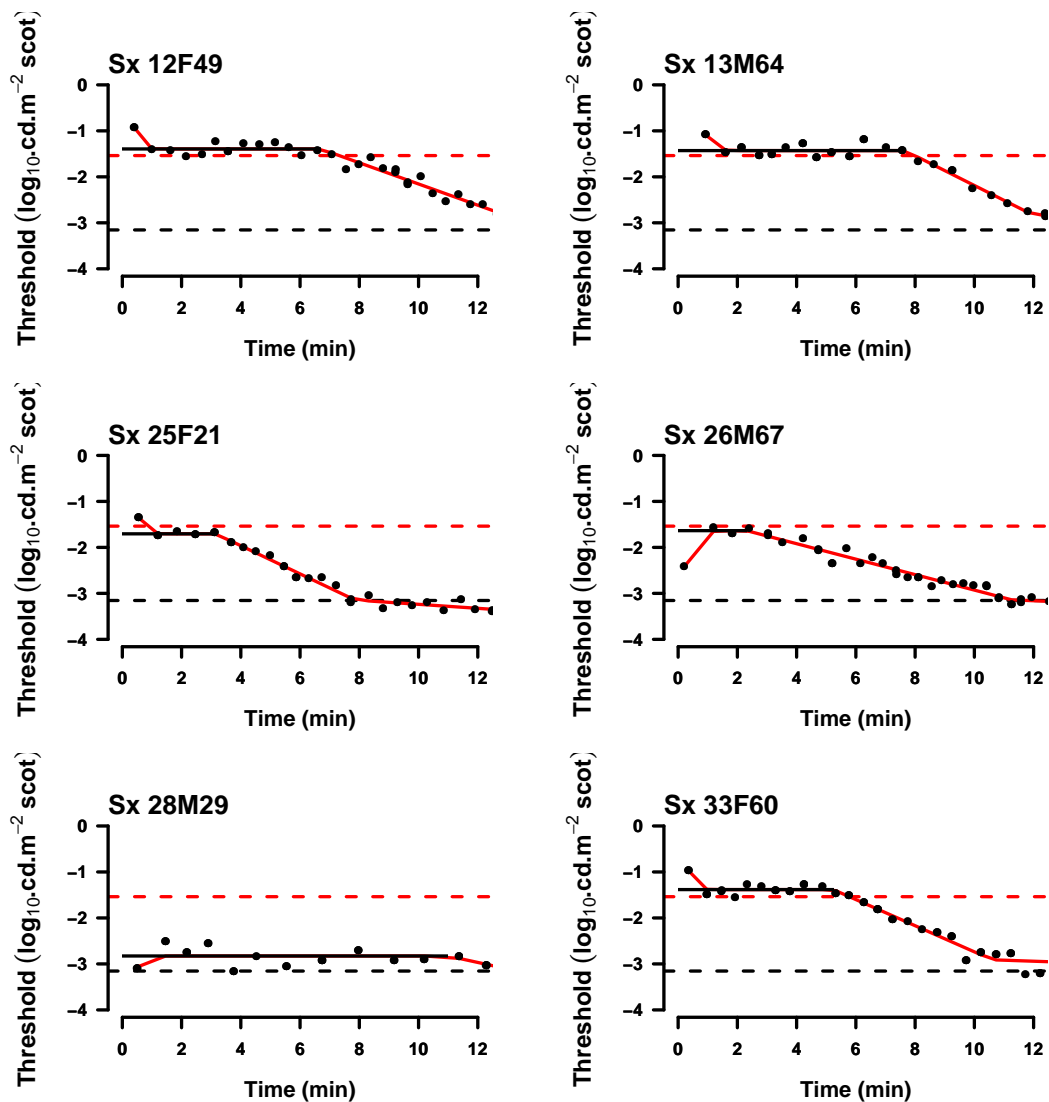 Sx 12F49
Threshold (log₁₀.cd.m⁻² scot)
0
−1
−2
−3
−4
0 2 4 6 8 10 12
Time (min)
Sx 13M64
Threshold (log₁₀.cd.m⁻² scot)
0
−1
−2
−3
−4
0 2 4 6 8 10 12
Time (min)
Sx 25F21
Threshold (log₁₀.cd.m⁻² scot)
0
−1
−2
−3
−4
0 2 4 6 8 10 12
Time (min)
Sx 26M67
Threshold (log₁₀.cd.m⁻² scot)
0
−1
−2
−3
−4
0 2 4 6 8 10 12
Time (min)
Sx 28M29
Threshold (log₁₀.cd.m⁻² scot)
0
−1
−2
−3
−4
0 2 4 6 8 10 12
Time (min)
Sx 33F60
Threshold (log₁₀.cd.m⁻² scot)
0
−1
−2
−3
−4
0 2 4 6 8 10 12
Time (min)